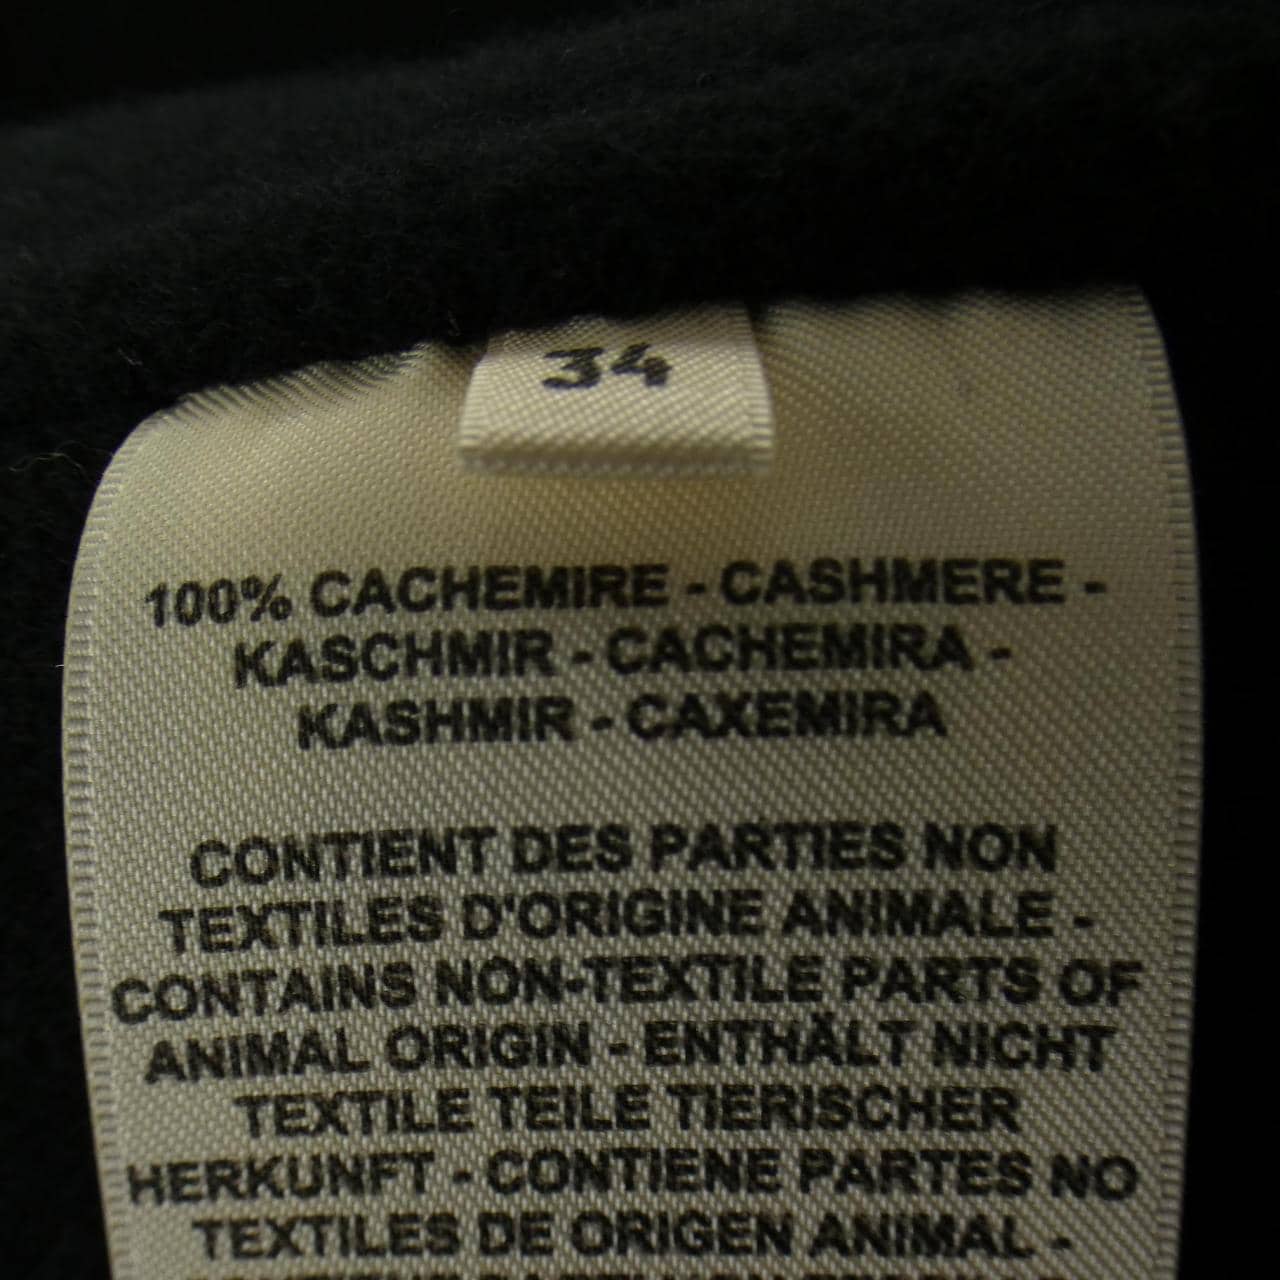 34
100% CACHEMIRE - CASHMERE -
KASCHMIR - CACHEMIRA -
KASHMIR - CAXEMIRA
CONTIENT DES PARTIES NON
TEXTILES D'ORIGINE ANIMALE -
CONTAINS NON-TEXTILE PARTS OF
ANIMAL ORIGIN - ENTHÄLT NICHT
TEXTILE TEILE TIERISCHER
HERKUNFT - CONTIENE PARTES NO
TEXTILES DE ORIGEN ANIMAL -